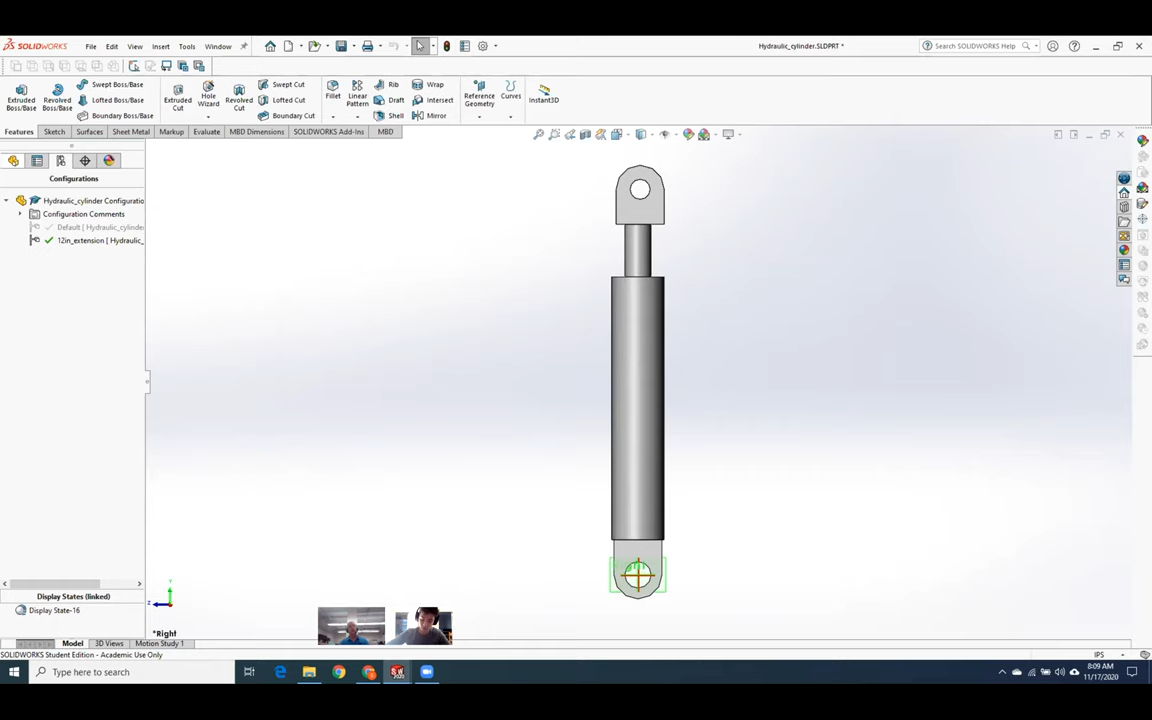 SOLIDWORKS File Edit View Insert Tools Window Hydraulic_cylinder.SLDPRT * Search SOLIDWORKS Help
Extruded Boss/Base
Revolved Boss/Base
Swept Boss/Base
Lofted Boss/Base
Boundary Boss/Base
Extruded Cut
Hole Wizard
Revolved Cut
Swept Cut
Lofted Cut
Boundary Cut
Fillet
Linear Pattern
Rib
Draft
Shell
Wrap
Intersect
Mirror
Reference Geometry
Curves
Instant3D
Features Sketch Surfaces Sheet Metal Markup Evaluate MBD Dimensions SOLIDWORKS Add-Ins MBD
Configurations
Hydraulic_cylinder Configuratio
Configuration Comments
Default [ Hydraulic_cylinde
12in_extension [ Hydraulic_
Display States (linked)
Display State-16
*Right
Model 3D Views Motion Study 1
SOLIDWORKS Student Edition - Academic Use Only IPS
Type here to search
8:09 AM
11/17/2020